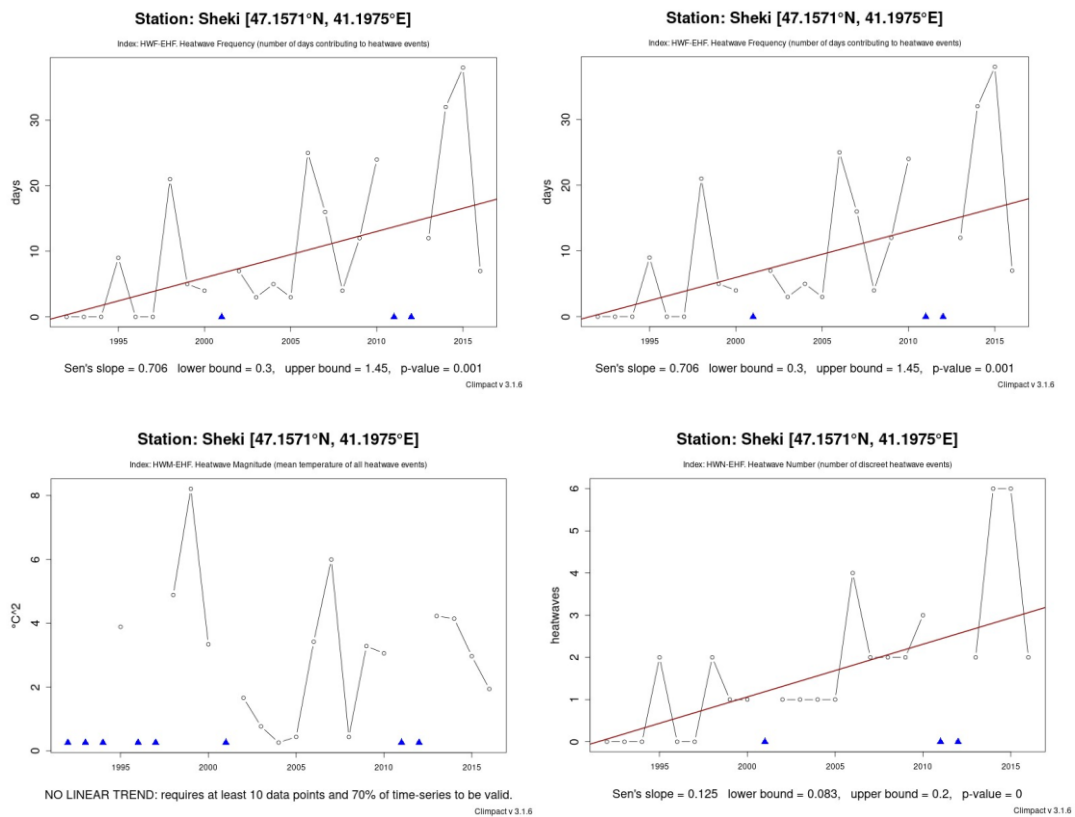 Station: Sheki [47.1571°N, 41.1975°E]
Index: HWF-EHF. Heatwave Frequency (number of days contributing to heatwave events)
days
0
10
20
30
1995
2000
2005
2010
2015
Sen's slope = 0.706 lower bound = 0.3, upper bound = 1.45, p-value = 0.001
Climpact v 3.1.6
Station: Sheki [47.1571°N, 41.1975°E]
Index: HWF-EHF. Heatwave Frequency (number of days contributing to heatwave events)
days
0
10
20
30
1995
2000
2005
2010
2015
Sen's slope = 0.706 lower bound = 0.3, upper bound = 1.45, p-value = 0.001
Climpact v 3.1.6
Station: Sheki [47.1571°N, 41.1975°E]
Index: HWM-EHF. Heatwave Magnitude (mean temperature of all heatwave events)
°C^2
0
2
4
6
8
1995
2000
2005
2010
2015
NO LINEAR TREND: requires at least 10 data points and 70% of time-series to be valid.
Climpact v 3.1.6
Station: Sheki [47.1571°N, 41.1975°E]
Index: HWN-EHF. Heatwave Number (number of discreet heatwave events)
heatwaves
0
1
2
3
4
5
6
1995
2000
2005
2010
2015
Sen's slope = 0.125 lower bound = 0.083, upper bound = 0.2, p-value = 0
Climpact v 3.1.6